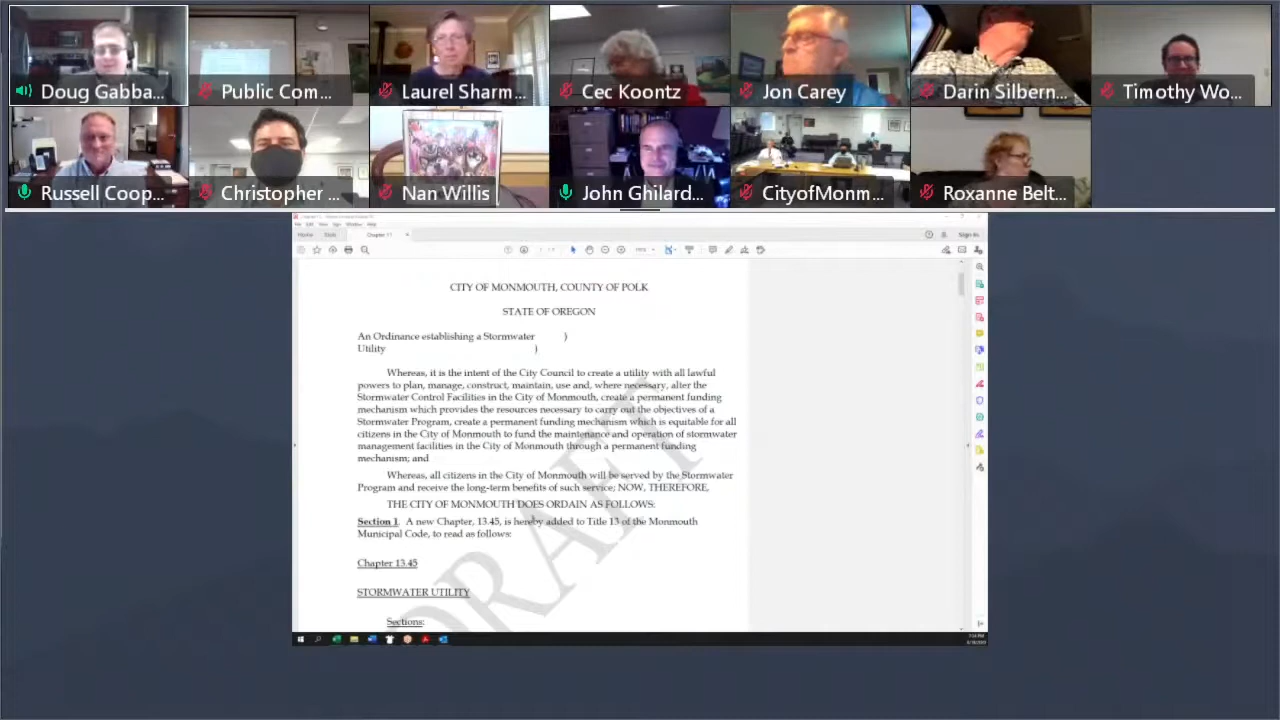 Doug Gabba...
Public Com...
Laurel Sharm...
Cec Koontz
Jon Carey
Darin Silbern...
Timothy Wo...
Russell Coop...
Christopher ...
Nan Willis
John Ghilard...
CityofMonm...
Roxanne Belt...
Home Tools Chapter 13
Sign In
CITY OF MONMOUTH, COUNTY OF POLK
STATE OF OREGON
An Ordinance establishing a Stormwater )
Utility )
Whereas, it is the intent of the City Council to create a utility with all lawful
powers to plan, manage, construct, maintain, use and, where necessary, alter the
Stormwater Control Facilities in the City of Monmouth, create a permanent funding
mechanism which provides the resources necessary to carry out the objectives of a
Stormwater Program, create a permanent funding mechanism which is equitable for all
citizens in the City of Monmouth to fund the maintenance and operation of stormwater
management facilities in the City of Monmouth through a permanent funding
mechanism; and
Whereas, all citizens in the City of Monmouth will be served by the Stormwater
Program and receive the long-term benefits of such service; NOW, THEREFORE,
THE CITY OF MONMOUTH DOES ORDAIN AS FOLLOWS:
Section 1. A new Chapter, 13.45, is hereby added to Title 13 of the Monmouth
Municipal Code, to read as follows:
Chapter 13.45
STORMWATER UTILITY
Sections:
DRAFT